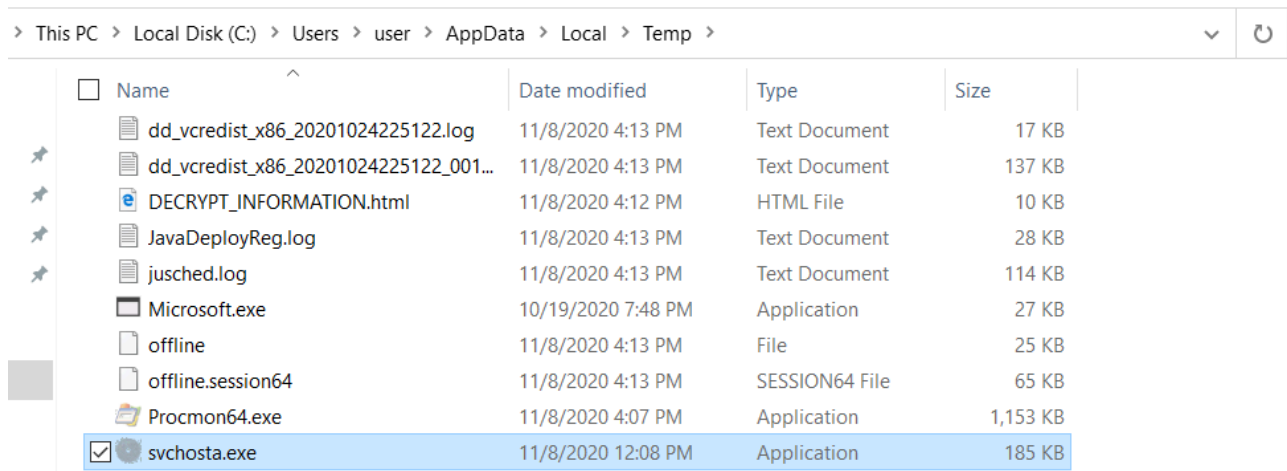 > This PC > Local Disk (C:) > Users > user > AppData > Local > Temp >
Name Date modified Type Size
dd_vcredist_x86_20201024225122.log 11/8/2020 4:13 PM Text Document 17 KB
dd_vcredist_x86_20201024225122_001... 11/8/2020 4:13 PM Text Document 137 KB
DECRYPT_INFORMATION.html 11/8/2020 4:12 PM HTML File 10 KB
JavaDeployReg.log 11/8/2020 4:13 PM Text Document 28 KB
jusched.log 11/8/2020 4:13 PM Text Document 114 KB
Microsoft.exe 10/19/2020 7:48 PM Application 27 KB
offline 11/8/2020 4:13 PM File 25 KB
offline.session64 11/8/2020 4:13 PM SESSION64 File 65 KB
Procmon64.exe 11/8/2020 4:07 PM Application 1,153 KB
svchosta.exe 11/8/2020 12:08 PM Application 185 KB